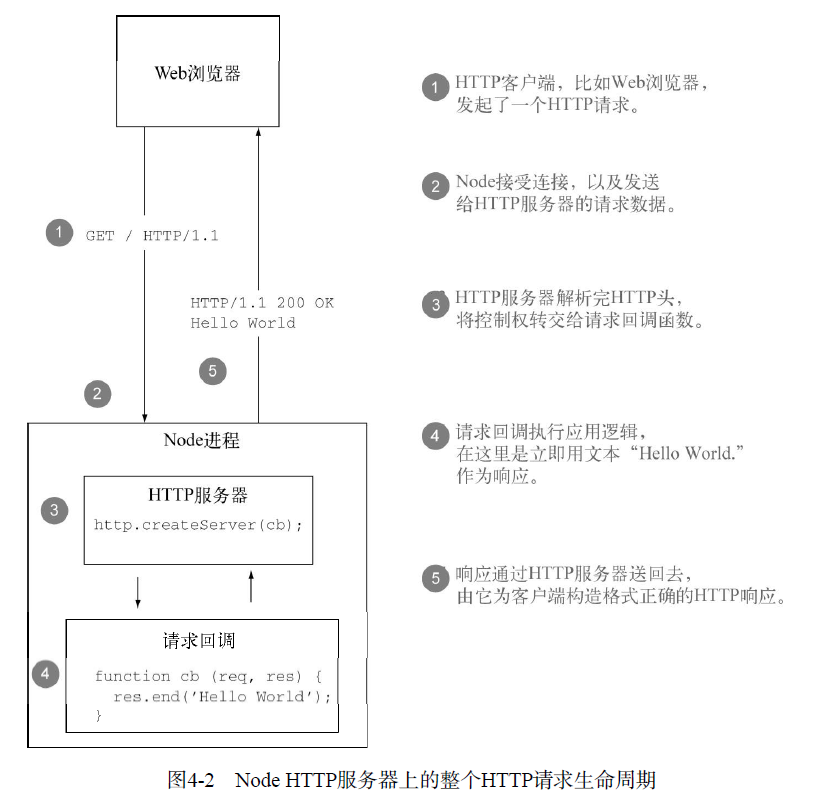 Web浏览器
1
GET / HTTP/1.1
HTTP/1.1 200 OK
Hello World
5
2
Node进程
HTTP服务器
3
http.createServer(cb);
请求回调
4
function cb (req, res) {
res.end('Hello World');
}
1 HTTP客户端，比如Web浏览器，
发起了一个HTTP请求。
2 Node接受连接，以及发送
给HTTP服务器的请求数据。
3 HTTP服务器解析完HTTP头，
将控制权转交给请求回调函数。
4 请求回调执行应用逻辑，
在这里是立即用文本“Hello World.”
作为响应。
5 响应通过HTTP服务器送回去，
由它为客户端构造格式正确的HTTP响应。
图4-2 Node HTTP服务器上的整个HTTP请求生命周期